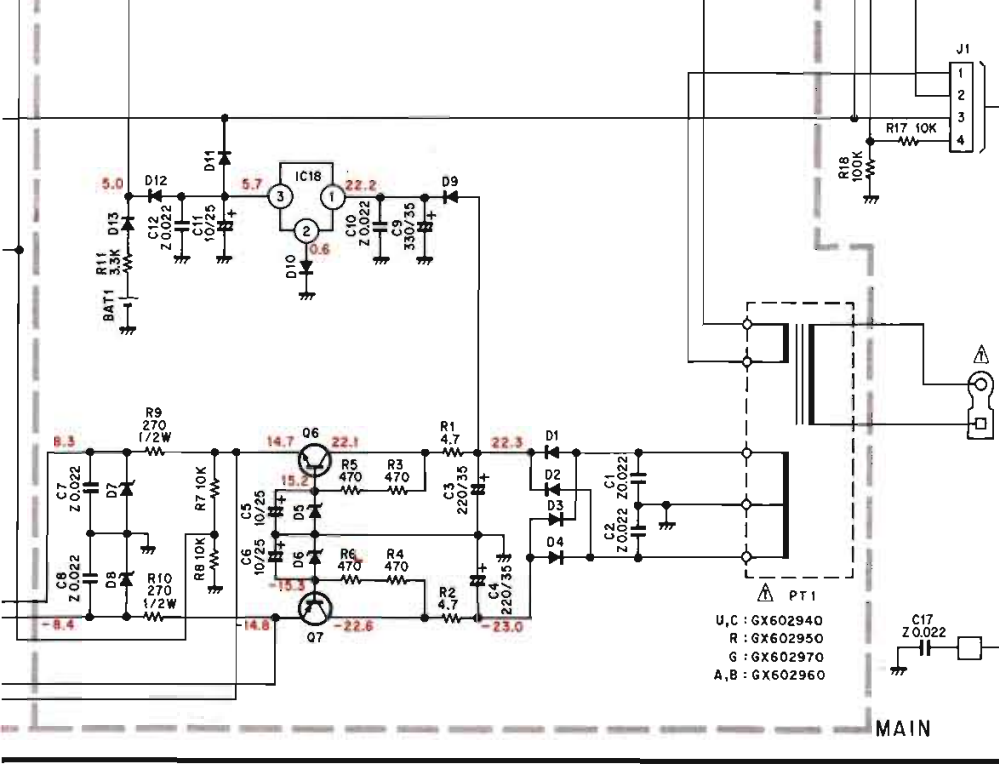 J1
1
2
3
4
R17 10K
R18
100K
D11
IC18
5.0
D12
5.7
3
1
2
22.2
D9
D13
C12
Z 0.022
C11
10/25
+
C10
Z 0.022
C9
330/35
+
0.6
D10
R11
3.3K
BAT1
R9
270
1/2W
8.3
14.7
Q6
22.1
R1
4.7
22.3
D1
15.2
R5
470
R3
470
C7
Z 0.022
D7
R7 10K
C5
10/25
+
D5
C3
220/35
+
D2
D3
C1
Z 0.022
C2
Z 0.022
C8
Z 0.022
D8
R8 10K
C6
10/25
+
D6
R6
470
R4
470
C4
220/35
+
D4
R10
270
1/2W
-15.3
R2
4.7
-8.4
-14.8
Q7
-22.6
-23.0
PT1
U,C : GX602940
R : GX602950
G : GX602970
A,B : GX602960
C17
Z 0.022
MAIN